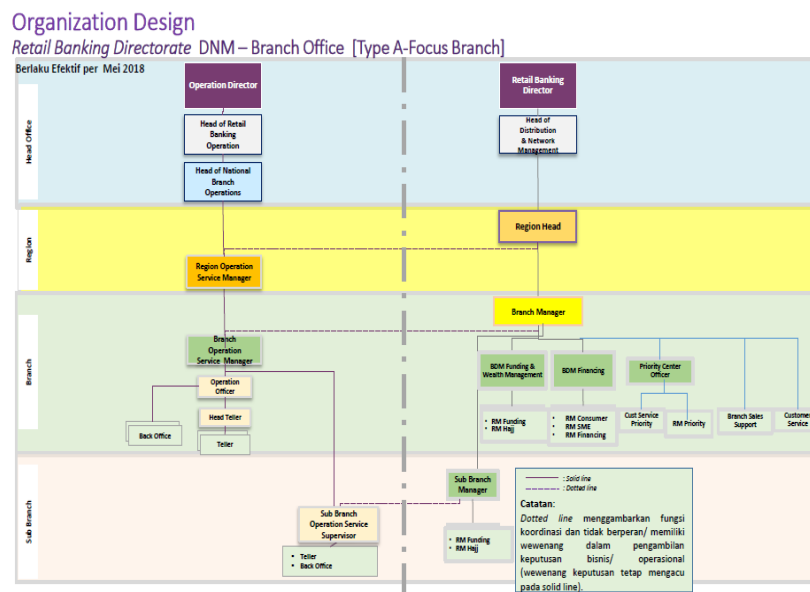 Organization Design
Retail Banking Directorate DNM – Branch Office [Type A-Focus Branch]
Berlaku Efektif per Mei 2018
Head Office
Operation Director
Retail Banking
Director
Head of Retail
Banking
Operation
Head of
Distribution
& Network
Management
Head of National
Branch
Operations
Region
Region Head
Region Operation
Service Manager
Branch
Branch Manager
Branch
Operation
Service Manager
Operation
Officer
Head Teller
Back Office
Teller
BDM Funding &
Wealth Management
BDM Financing
Priority Center
Officer
• RM Funding
• RM Hajj
• RM Consumer
• RM SME
• RM Financing
Cust Service
Priority
RM Priority
Branch Sales
Support
Customer
Service
Sub Branch
Sub Branch
Manager
Sub Branch
Operation Service
Supervisor
• Teller
• Back Office
• RM Funding
• RM Hajj
: Solid line
: Dotted line
Catatan:
Dotted line menggambarkan fungsi
koordinasi dan tidak berperan/ memiliki
wewenang dalam pengambilan
keputusan bisnis/ operasional
(wewenang keputusan tetap mengacu
pada solid line).